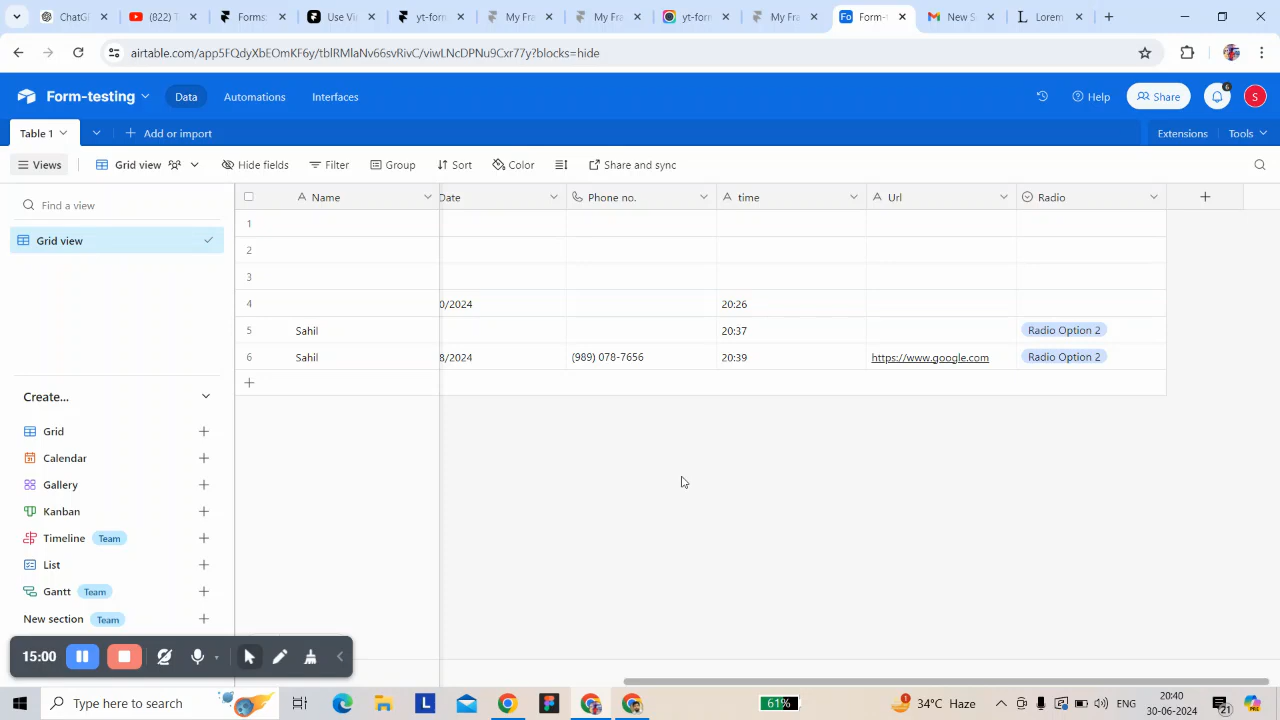 ChatG
(822) T
Forms:
Use Vi
yt-form
My Fra
My Fra
yt-form
My Fra
Form-t
New S
Lorem
airtable.com/app5FQdyXbEOmKF6y/tblRMlaNv66svRivC/viwLNcDPNu9Cxr77y?blocks=hide
Form-testing
Data
Automations
Interfaces
Help
Share
6
S
Table 1
Add or import
Extensions
Tools
Views
Grid view
Hide fields
Filter
Group
Sort
Color
Share and sync
Find a view
Name
Date
Phone no.
time
Url
Radio
Grid view
1
2
3
4 0/2024 20:26
5 Sahil 20:37 Radio Option 2
6 Sahil 8/2024 (989) 078-7656 20:39 https://www.google.com Radio Option 2
Create...
Grid
Calendar
Gallery
Kanban
Timeline Team
List
Gantt Team
New section Team
15:00
Type here to search
61%
1
34°C Haze
ENG
20:40
30-06-2024
21